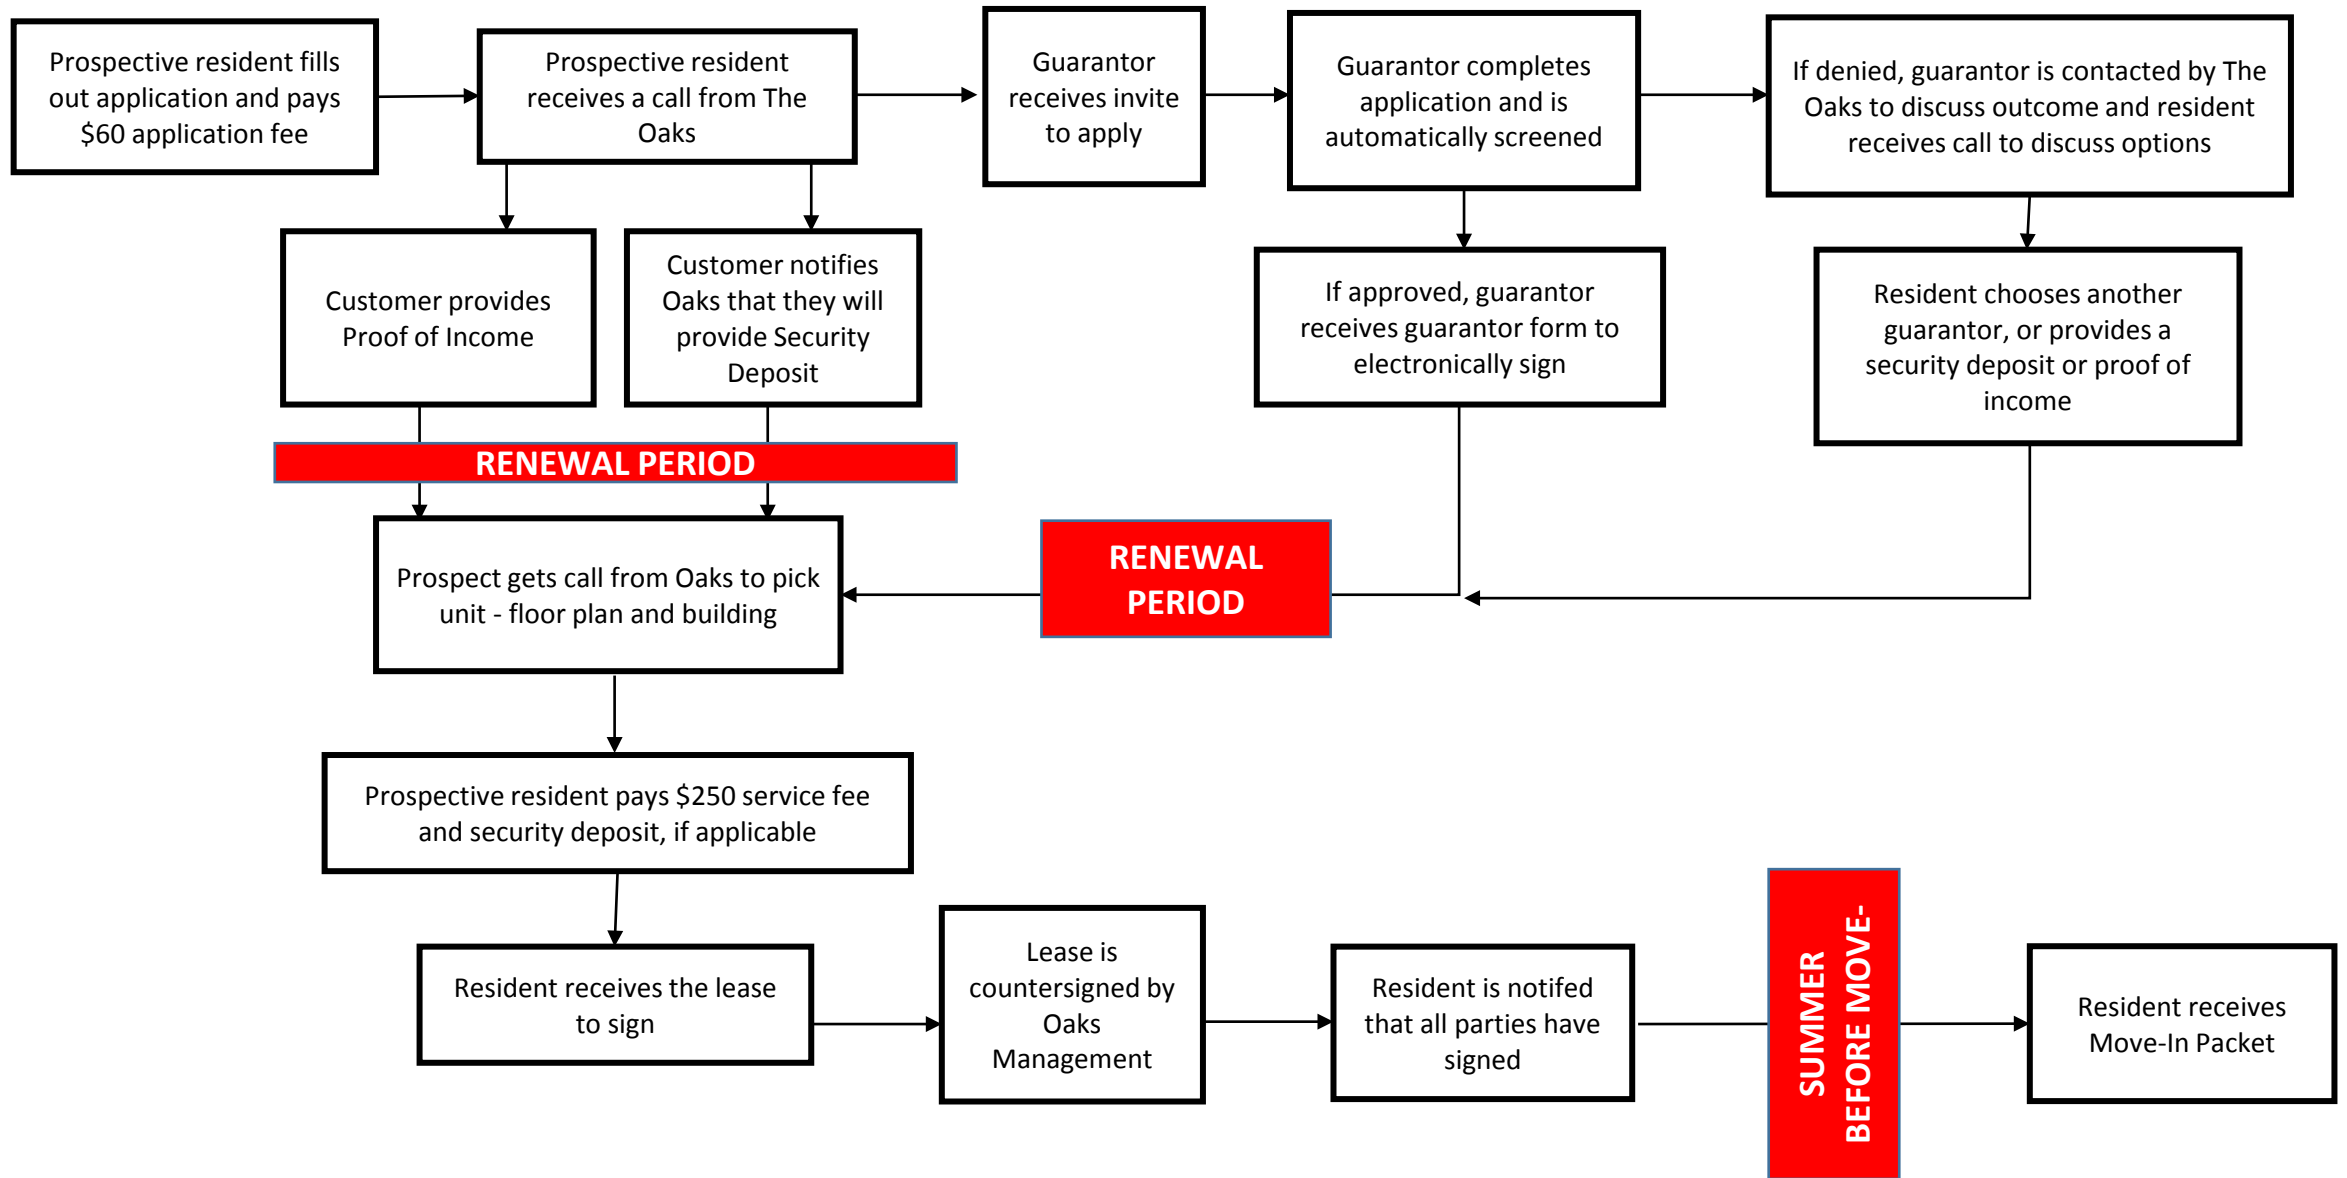 Prospective resident fills
out application and pays
$60 application fee
Prospective resident
receives a call from The
Oaks
Guarantor
receives invite
to apply
Guarantor completes
application and is
automatically screened
If denied, guarantor is contacted by The
Oaks to discuss outcome and resident
receives call to discuss options
Customer provides
Proof of Income
Customer notifies
Oaks that they will
provide Security
Deposit
If approved, guarantor
receives guarantor form to
electronically sign
Resident chooses another
guarantor, or provides a
security deposit or proof of
income
RENEWAL PERIOD
RENEWAL
PERIOD
Prospect gets call from Oaks to pick
unit - floor plan and building
Prospective resident pays $250 service fee
and security deposit, if applicable
Resident receives the lease
to sign
Lease is
countersigned by
Oaks
Management
Resident is notifed
that all parties have
signed
SUMMER
BEFORE MOVE-
Resident receives
Move-In Packet